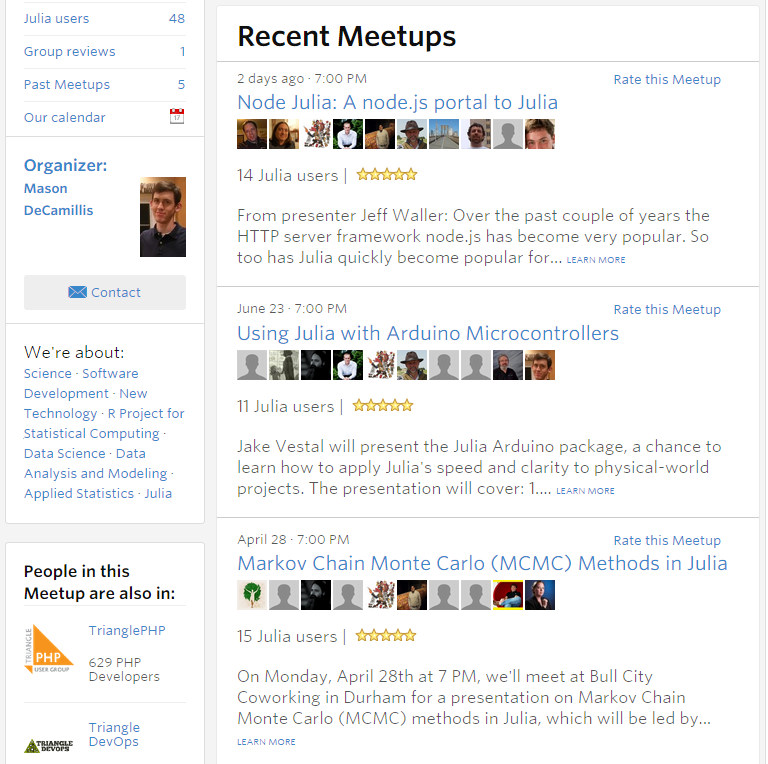 Julia users 48
Group reviews 1
Past Meetups 5
Our calendar 17
Organizer:
Mason
DeCamillis
Contact
We're about:
Science · Software
Development · New
Technology · R Project for
Statistical Computing ·
Data Science · Data
Analysis and Modeling ·
Applied Statistics · Julia
People in this
Meetup are also in:
TRIANGLE
PHP
USER GROUP
TrianglePHP
629 PHP
Developers
TRIANGLE
DEVOPS
Triangle
DevOps
Recent Meetups
2 days ago · 7:00 PM
Rate this Meetup
Node Julia: A node.js portal to Julia
14 Julia users |
From presenter Jeff Waller: Over the past couple of years the
HTTP server framework node.js has become very popular. So
too has Julia quickly become popular for... LEARN MORE
June 23 · 7:00 PM
Rate this Meetup
Using Julia with Arduino Microcontrollers
11 Julia users |
Jake Vestal will present the Julia Arduino package, a chance to
learn how to apply Julia's speed and clarity to physical-world
projects. The presentation will cover: 1.... LEARN MORE
April 28 · 7:00 PM
Rate this Meetup
Markov Chain Monte Carlo (MCMC) Methods in Julia
15 Julia users |
On Monday, April 28th at 7 PM, we'll meet at Bull City
Coworking in Durham for a presentation on Markov Chain
Monte Carlo (MCMC) methods in Julia, which will be led by...
LEARN MORE